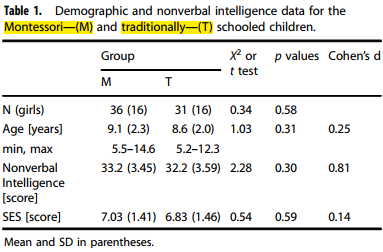 Table 1. Demographic and nonverbal intelligence data for the
Montessori—(M) and traditionally—(T) schooled children.
Group X² or p values Cohen's d
M T t test
N (girls) 36 (16) 31 (16) 0.34 0.58
Age [years] 9.1 (2.3) 8.6 (2.0) 1.03 0.31 0.25
min, max 5.5–14.6 5.2–12.3
Nonverbal 33.2 (3.45) 32.2 (3.59) 2.28 0.30 0.81
Intelligence
[score]
SES [score] 7.03 (1.41) 6.83 (1.46) 0.54 0.59 0.14
Mean and SD in parentheses.